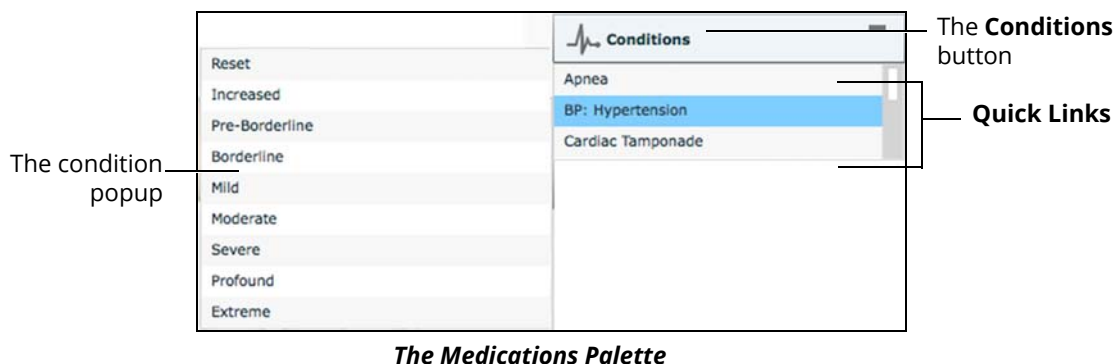 Conditions
The Conditions
button
Reset
Increased
Pre-Borderline
Borderline
Mild
Moderate
Severe
Profound
Extreme
Apnea
BP: Hypertension
Cardiac Tamponade
Quick Links
The condition
popup
The Medications Palette